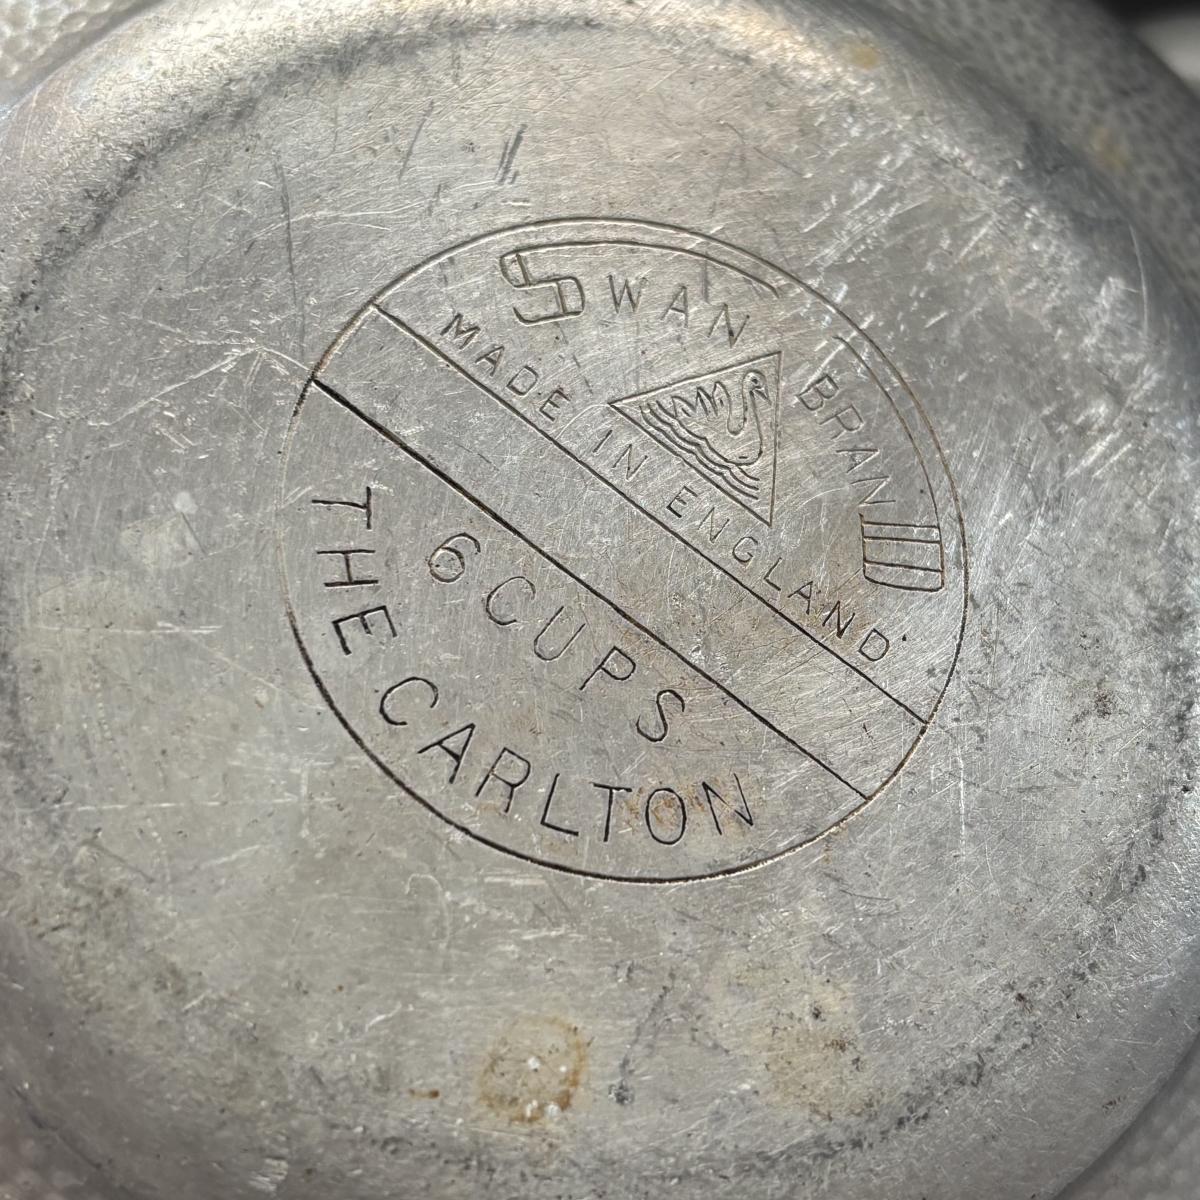 SWAN BRAND
MADE IN ENGLAND
6 CUPS
THE CARLTON